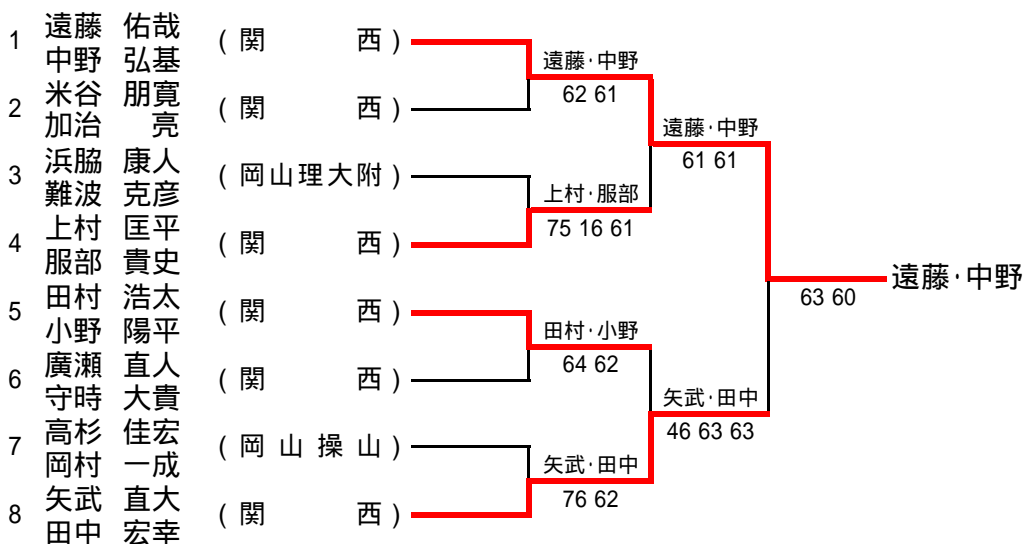 1 遠藤 佑哉 (関 西)
中野 弘基
2 米谷 朋寛 (関 西)
加治 亮
3 浜脇 康人 (岡山理大附)
難波 克彦
4 上村 匡平 (関 西)
服部 貴史
5 田村 浩太 (関 西)
小野 陽平
6 廣瀬 直人 (関 西)
守時 大貴
7 高杉 佳宏 (岡山操山)
岡村 一成
8 矢武 直大 (関 西)
田中 宏幸
遠藤·中野
62 61
上村·服部
75 16 61
田村·小野
64 62
矢武·田中
76 62
遠藤·中野
61 61
矢武·田中
46 63 63
遠藤·中野
63 60